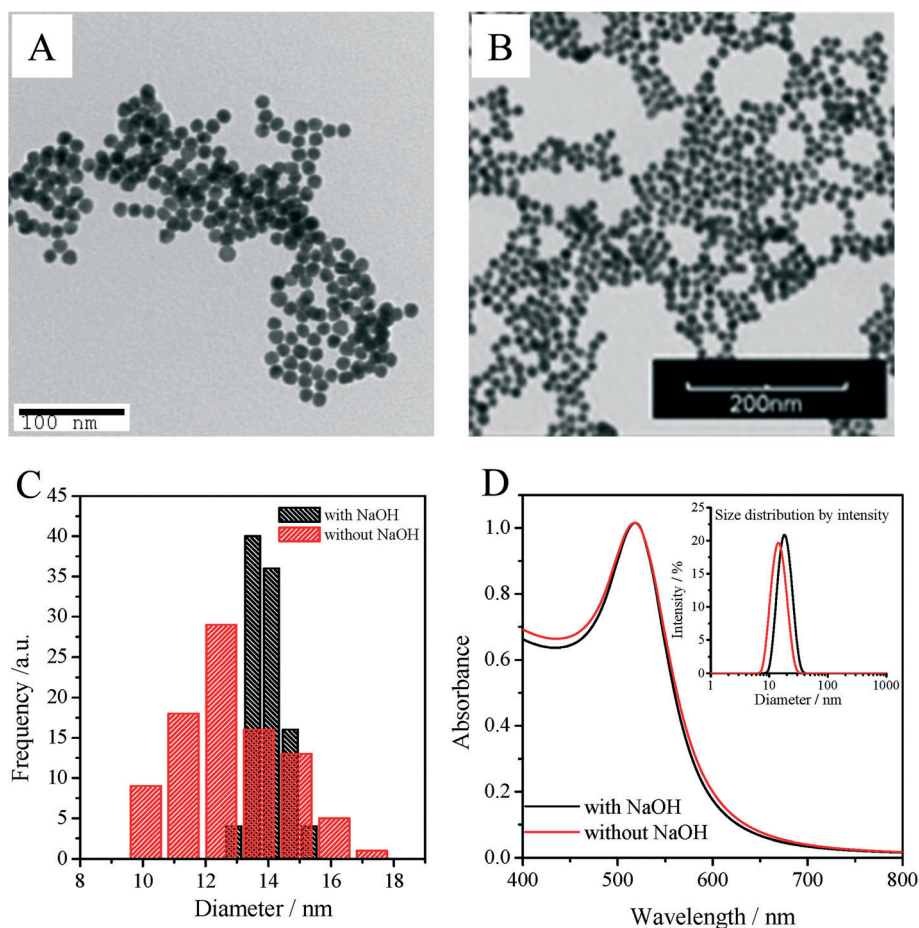 A
B
100 nm
200nm
C
45
40
35
30
25
20
15
10
5
0
8
10
12
14
16
18
Frequency /a.u.
Diameter / nm
with NaOH
without NaOH
D
1.0
0.8
0.6
0.4
0.2
0.0
400
500
600
700
800
Absorbance
Wavelength / nm
with NaOH
without NaOH
Size distribution by intensity
25
20
15
10
5
0
1
10
100
1000
Intensity / %
Diameter / nm